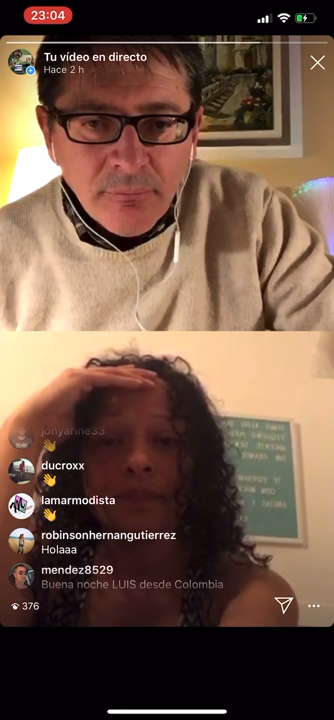 23:04
Tu vídeo en directo
Hace 2 h
jonyarine33
👋
ducroxx
👋
lamarmodista
👋
robinsonhernangutierrez
Holaaa
mendez8529
Buena noche LUIS desde Colombia
376